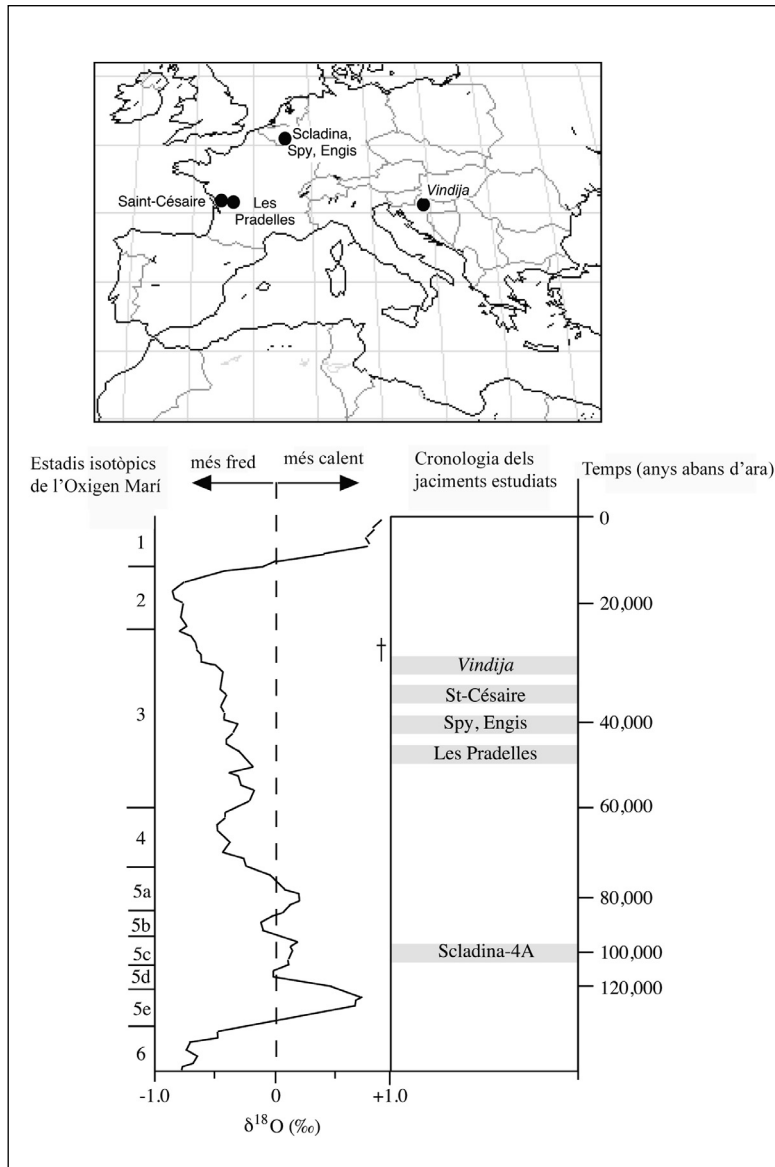 Scladina,
Spy, Engis
Vindija
Saint-Césaire
Les
Pradelles
Estadis isotòpics
de l'Oxigen Marí
més fred
més calent
Cronologia dels
jaciments estudiats
Temps (anys abans d'ara)
0
1
2
20,000
†
Vindija
St-Césaire
3
Spy, Engis
40,000
Les Pradelles
60,000
4
5a
80,000
5b
5c
Scladina-4A
100,000
5d
120,000
5e
6
-1.0
0
+1.0
δ18O (‰)